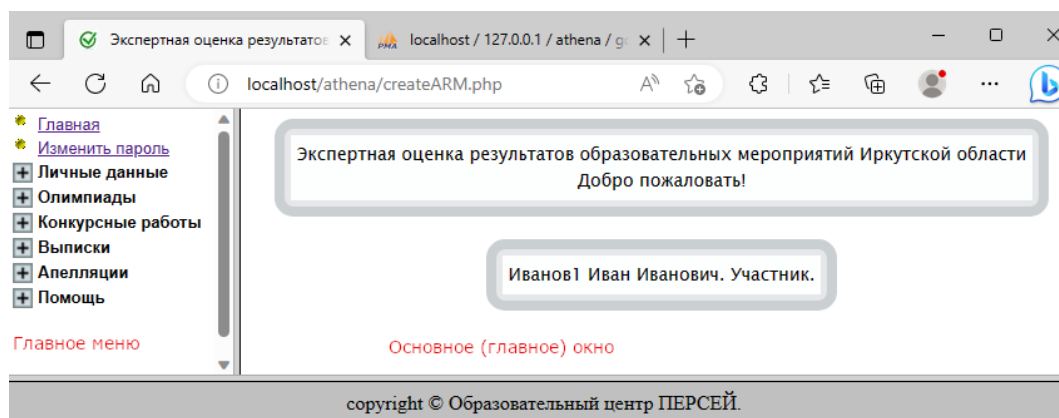 Экспертная оценка результатов
localhost / 127.0.0.1 / athena /
localhost/athena/createARM.php
Главная
Изменить пароль
Личные данные
Олимпиады
Конкурсные работы
Выписки
Апелляции
Помощь
Главное меню
Экспертная оценка результатов образовательных мероприятий Иркутской области
Добро пожаловать!
Иванов1 Иван Иванович. Участник.
Основное (главное) окно
copyright © Образовательный центр ПЕРСЕЙ.